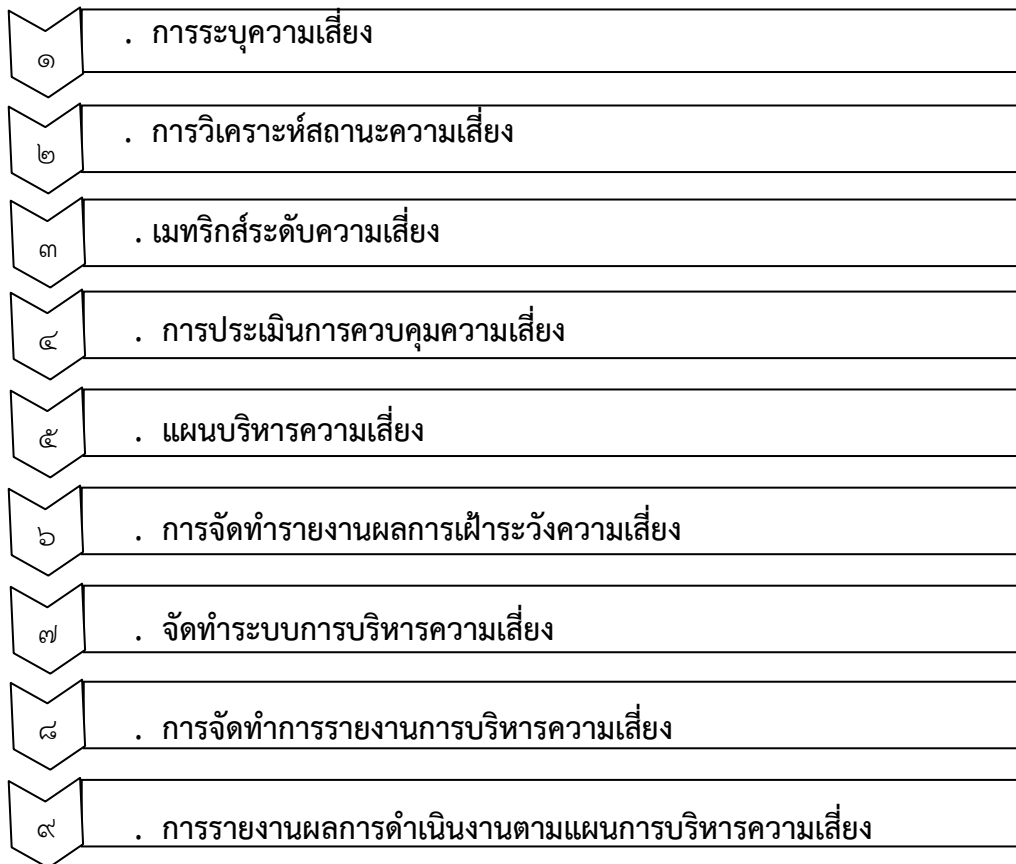 ๑ . การระบุความเสี่ยง
๒ . การวิเคราะห์สถานะความเสี่ยง
๓ . เมทริกส์ระดับความเสี่ยง
๔ . การประเมินการควบคุมความเสี่ยง
๕ . แผนบริหารความเสี่ยง
๖ . การจัดทำรายงานผลการเฝ้าระวังความเสี่ยง
๗ . จัดทำระบบการบริหารความเสี่ยง
๘ . การจัดทำการรายงานการบริหารความเสี่ยง
๙ . การรายงานผลการดำเนินงานตามแผนการบริหารความเสี่ยง